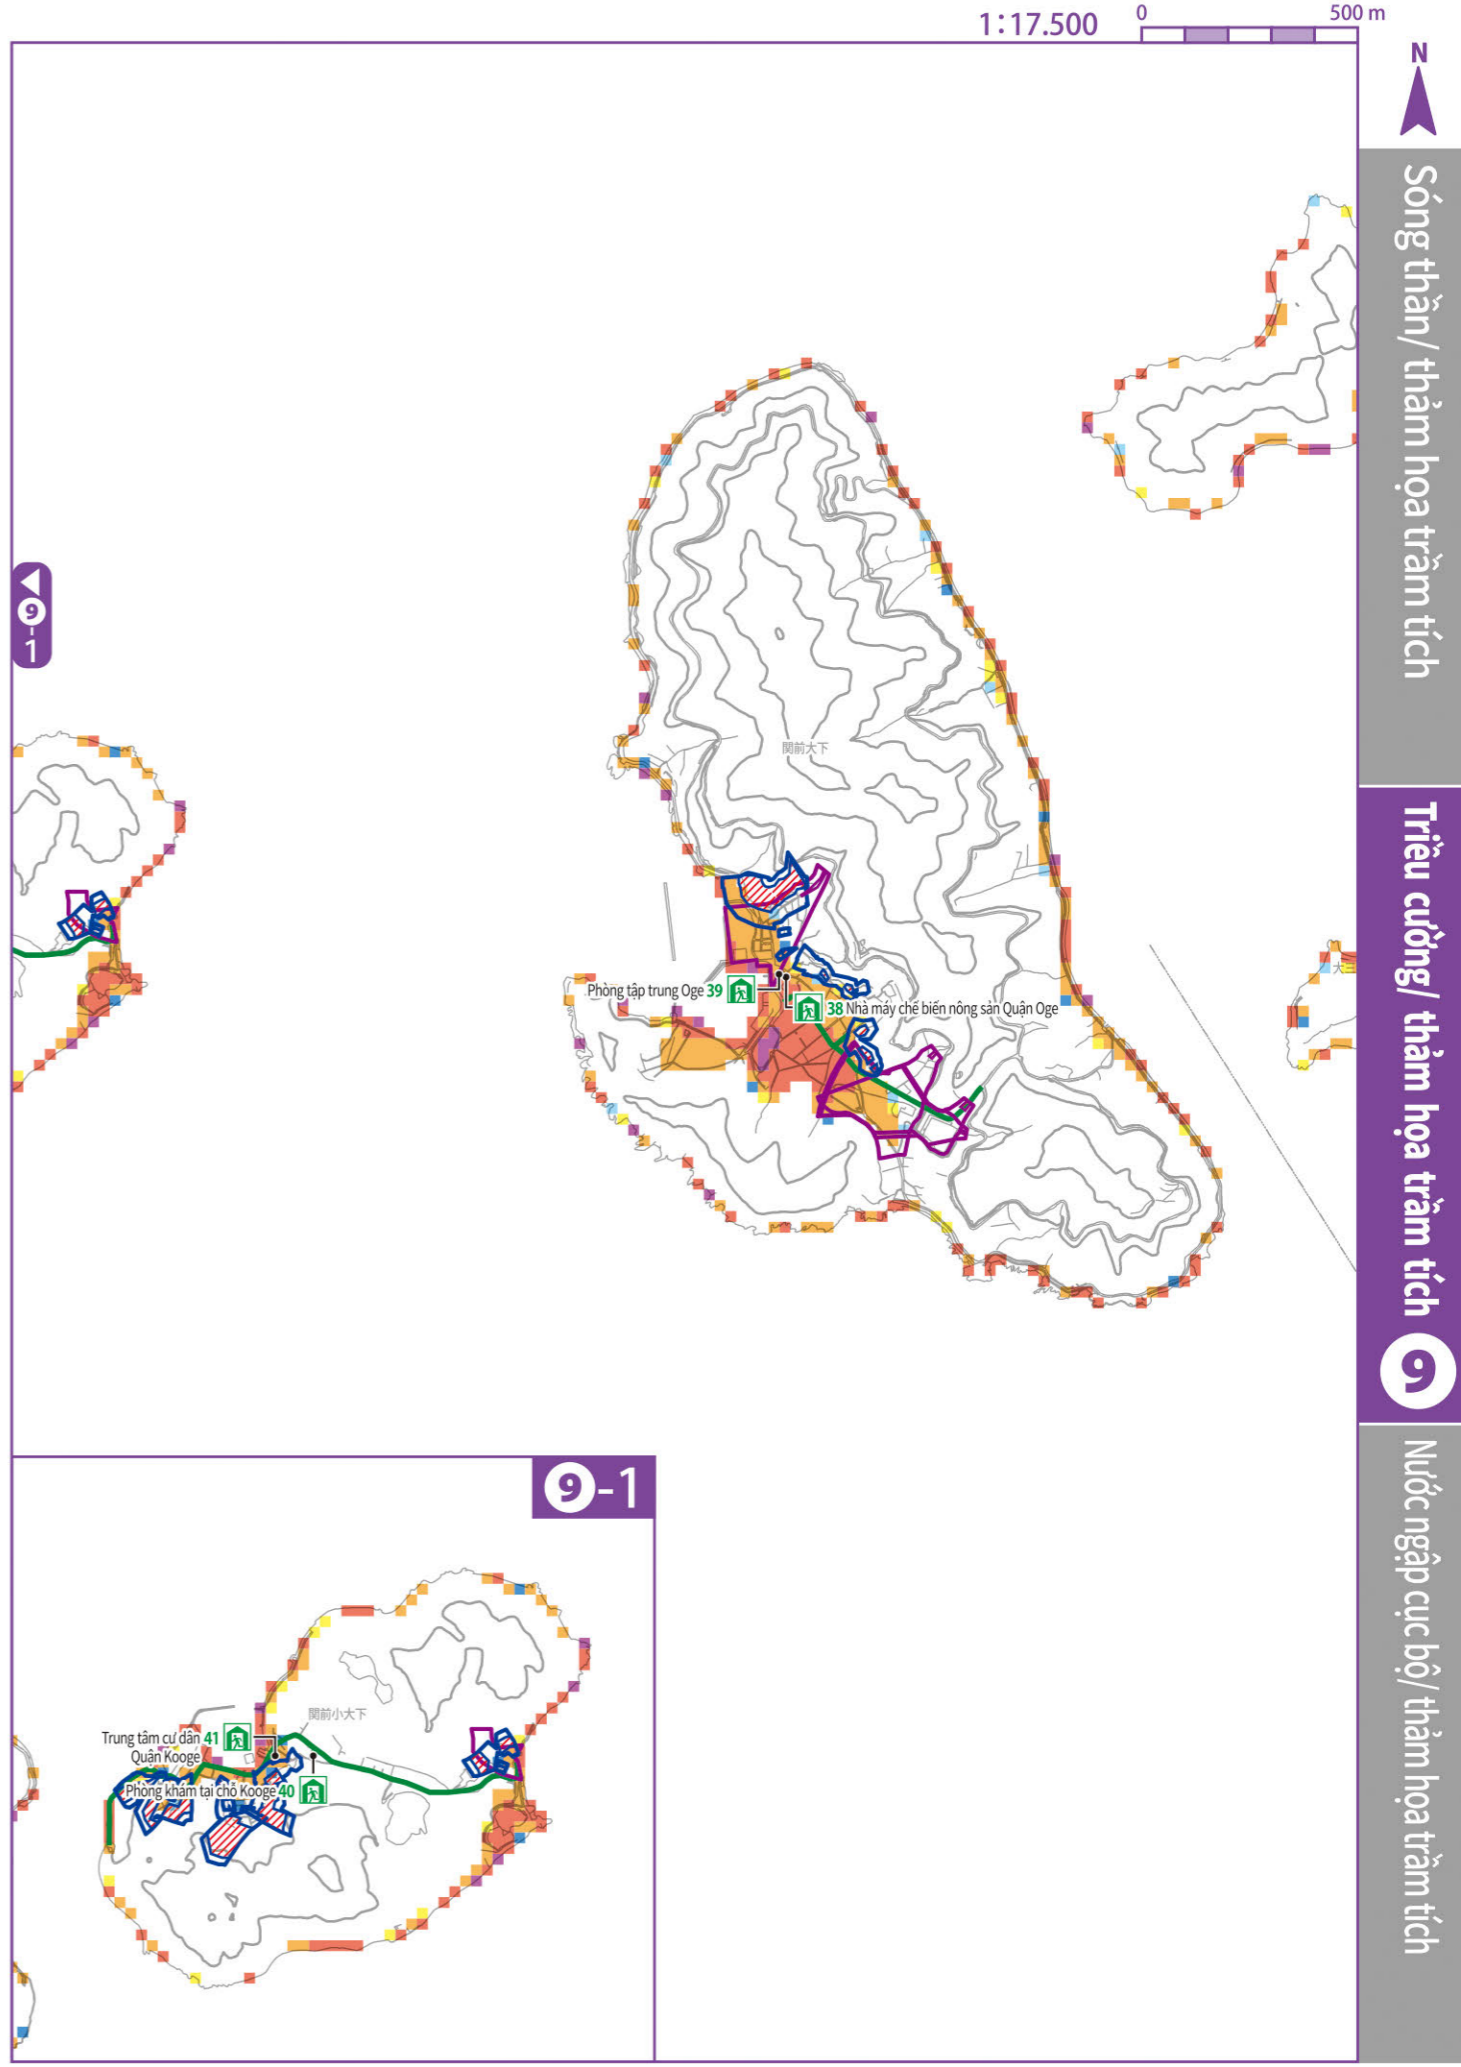 1:17.500
0
500 m
N
Sóng thần/ thảm họa trầm tích
Triều cường/ thảm họa trầm tích 9
Nước ngập cục bộ/ thảm họa trầm tích
9-1
関前大下
Phòng tập trung Oge 39
38 Nhà máy chế biến nông sản Quận Oge
9-1
関前小大下
Trung tâm cư dân 41
Quận Kooge
Phòng khám tại chỗ Kooge 40